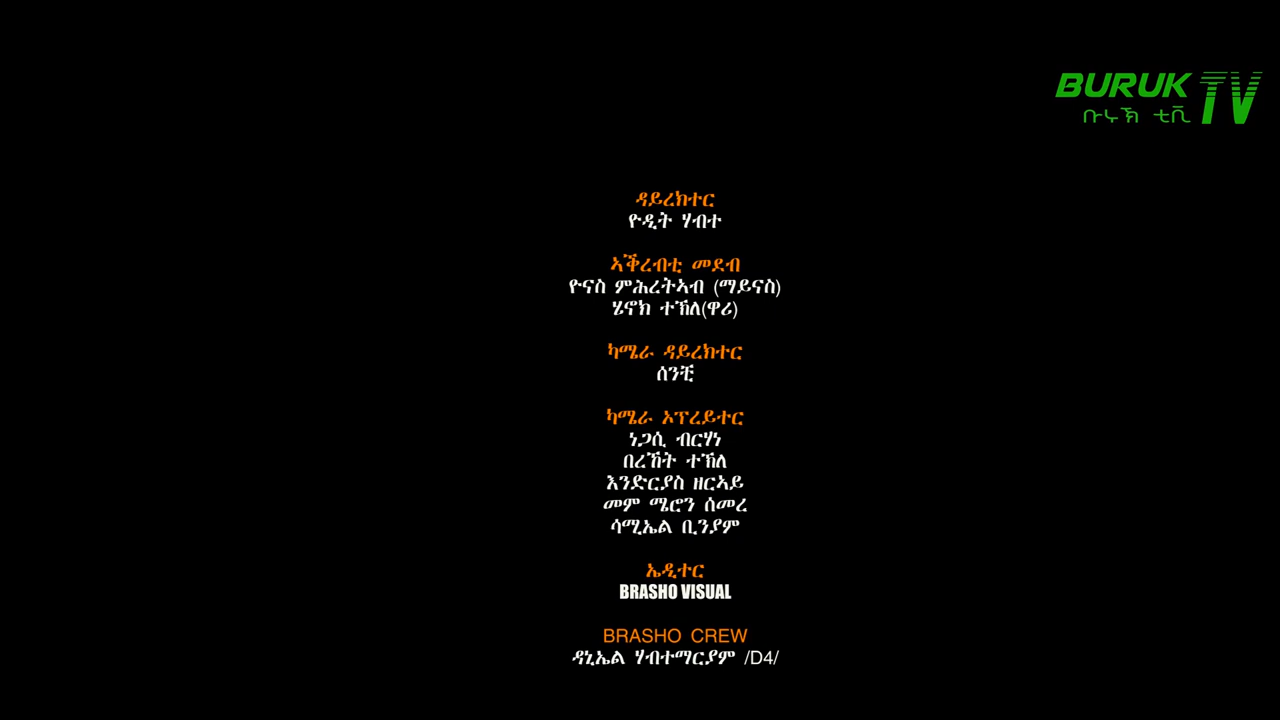 BURUK TV
ቡሩኽ ቲቪ
ዳይረክተር
ዮዲት ሃብተ
ኣቕረብቲ መደብ
ዮናስ ምሕረትኣብ (ማይናስ)
ሄኖክ ተኽለ(ዋሪ)
ካሜራ ዳይረክተር
ሰንቺ
ካሜራ ኦፕረይተር
ነጋሲ ብርሃነ
በረኸት ተኽለ
እንድርያስ ዘርኣይ
መም ሜሮን ሰመረ
ሳሚኤል ቢንያም
ኤዲተር
BRASHO VISUAL
BRASHO CREW
ዳኒኤል ሃብተማርያም /D4/